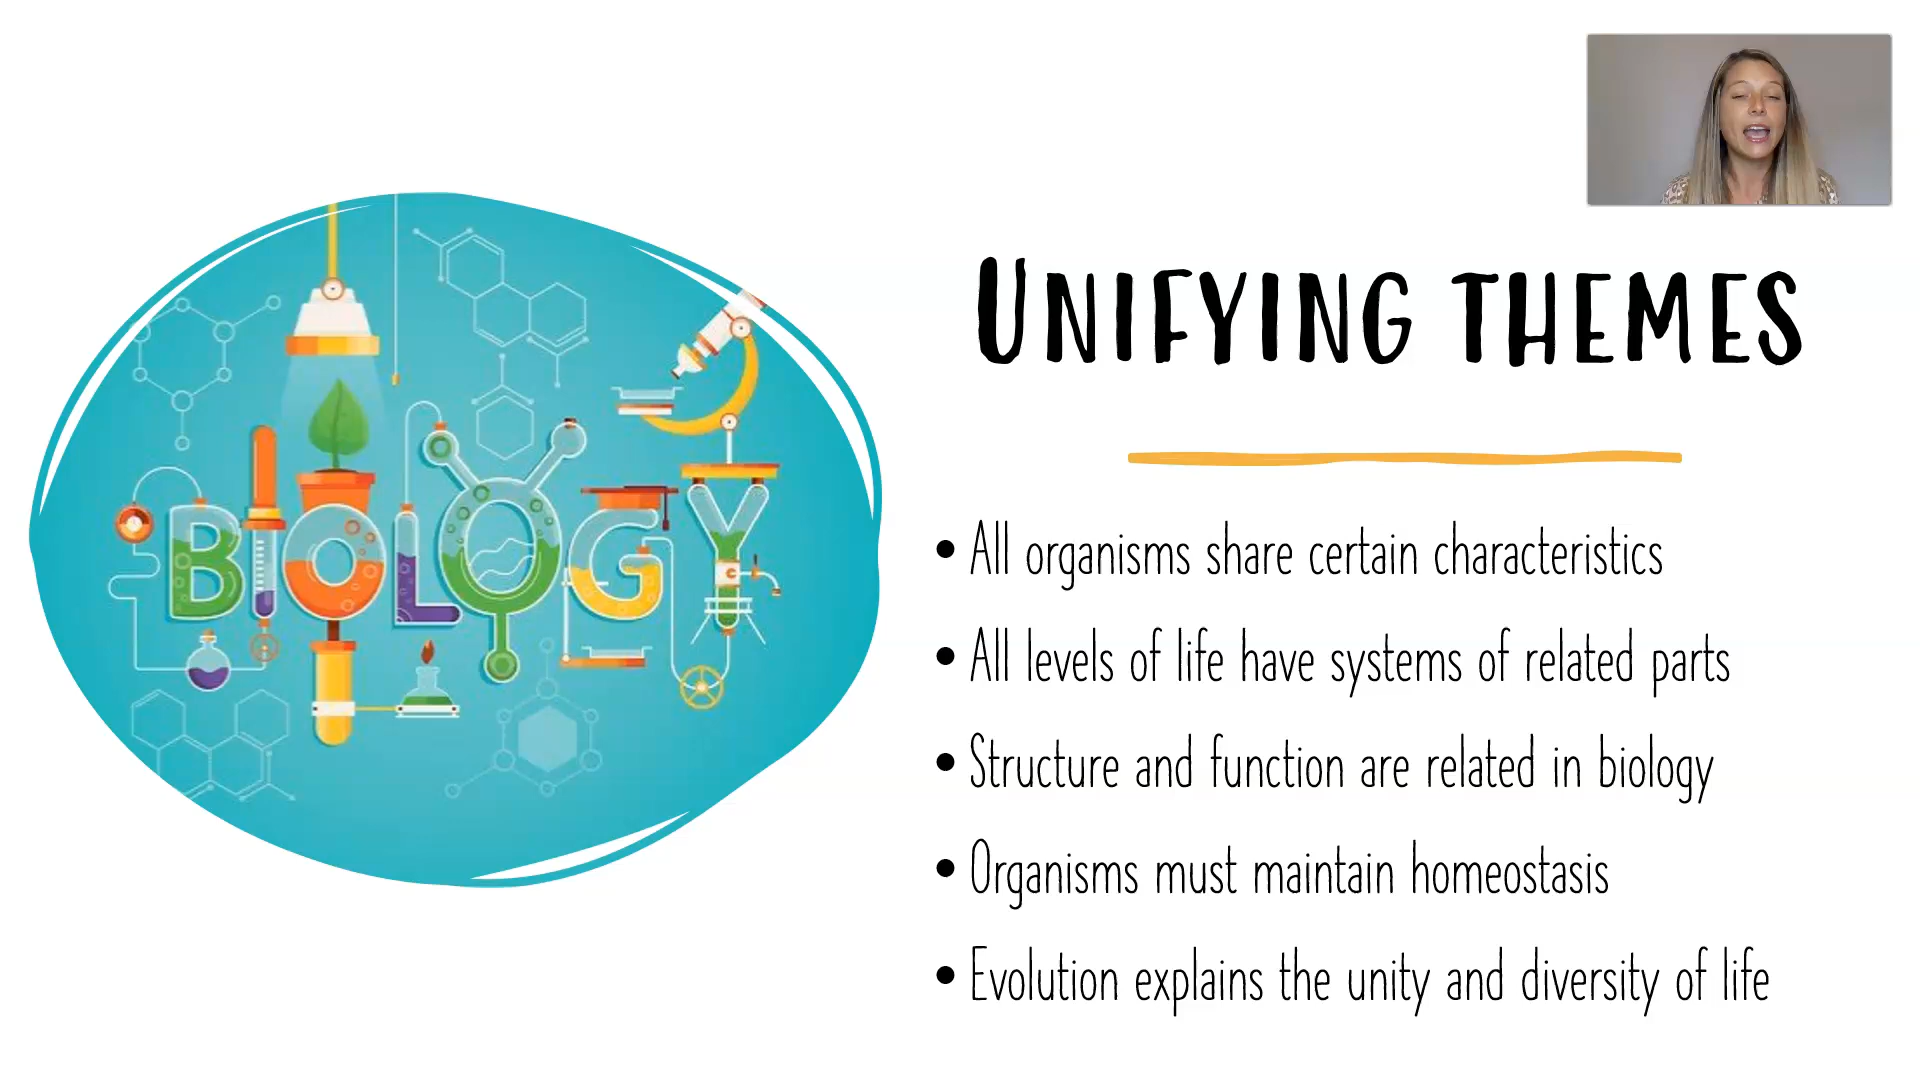 BIOLOGY
UNIFYING THEMES
• All organisms share certain characteristics
• All levels of life have systems of related parts
• Structure and function are related in biology
• Organisms must maintain homeostasis
• Evolution explains the unity and diversity of life